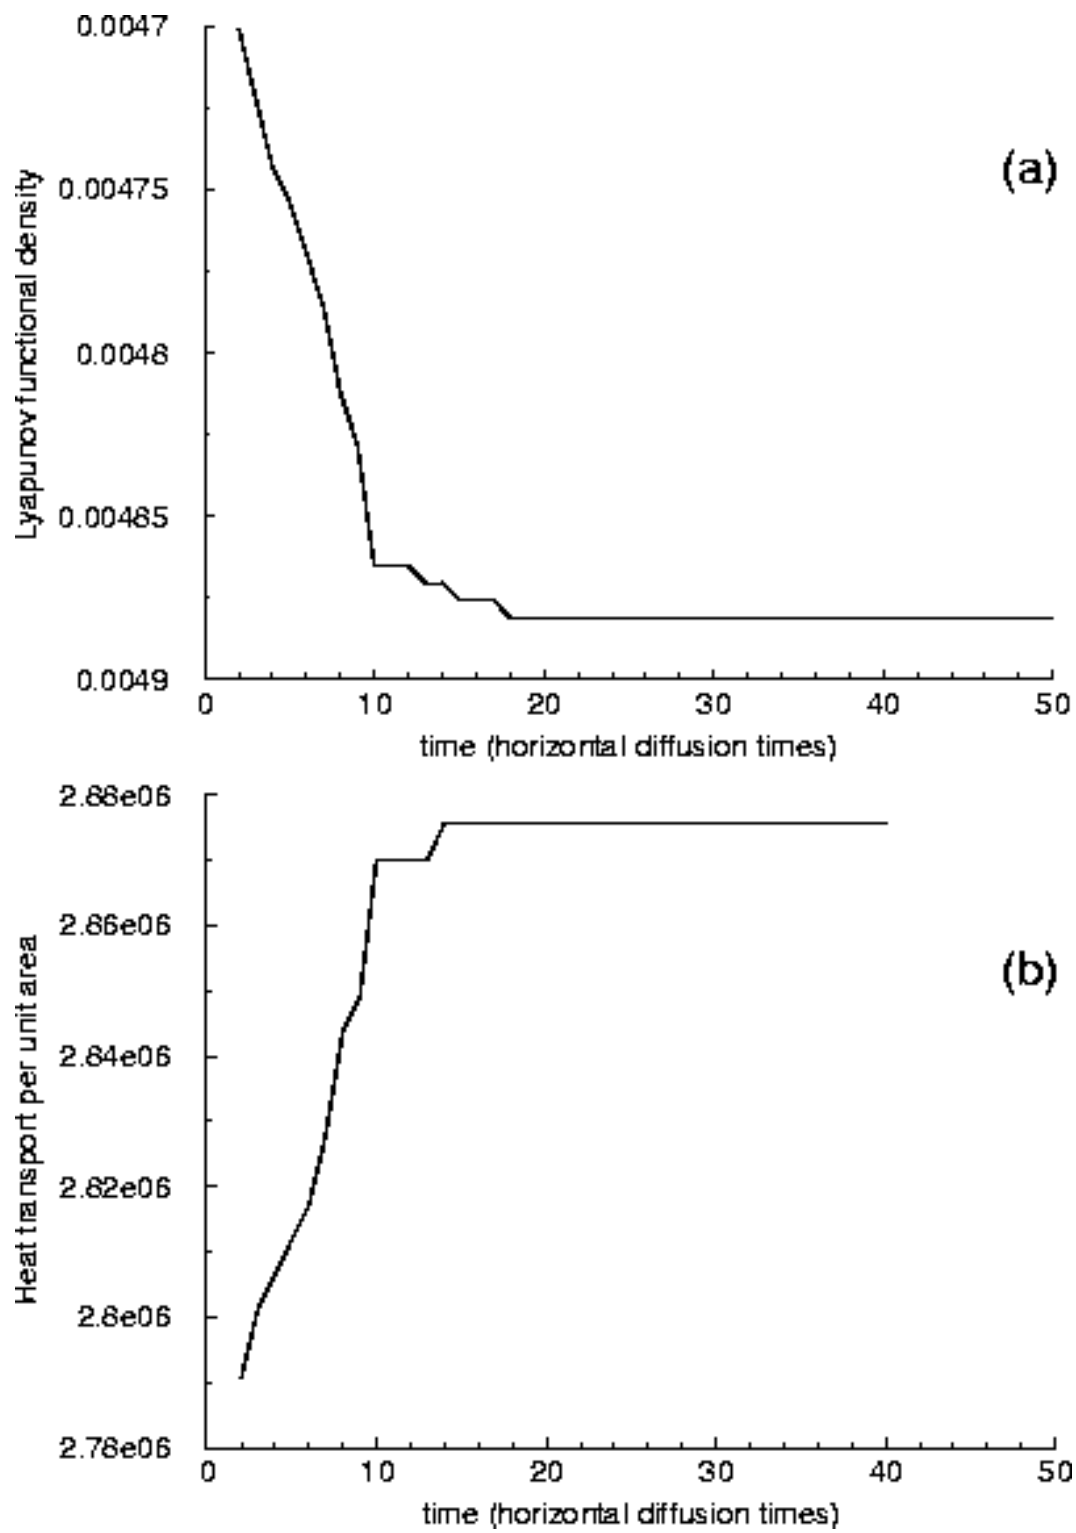 0.0047
0.00475
0.0048
0.00485
0.0049
Lyapunov functional density
(a)
0 10 20 30 40 50
time (horizontal diffusion times)
2.88e06
2.86e06
2.84e06
2.82e06
2.8e06
2.78e06
Heat transport per unit area
(b)
0 10 20 30 40 50
time (horizontal diffusion times)